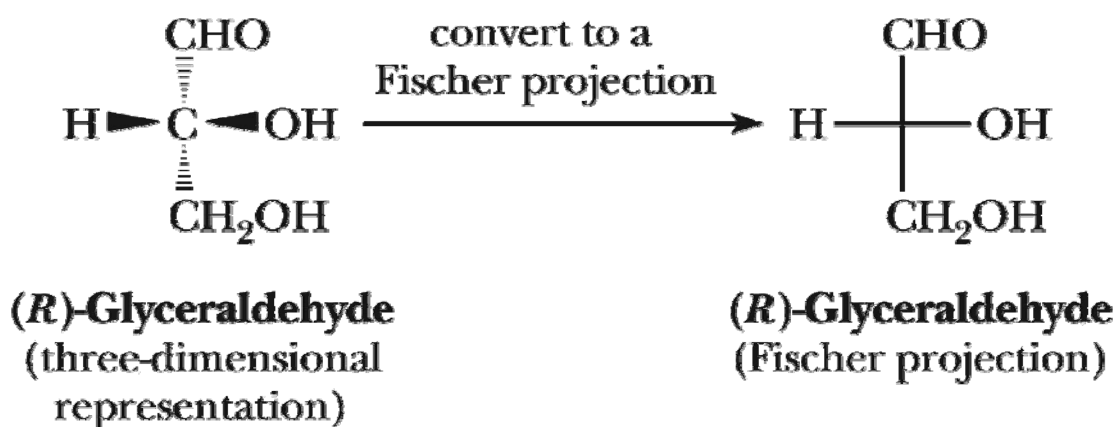 CHO
H C OH
CH₂OH
convert to a
Fischer projection
CHO
H OH
CH₂OH
(R)-Glyceraldehyde
(three-dimensional
representation)
(R)-Glyceraldehyde
(Fischer projection)